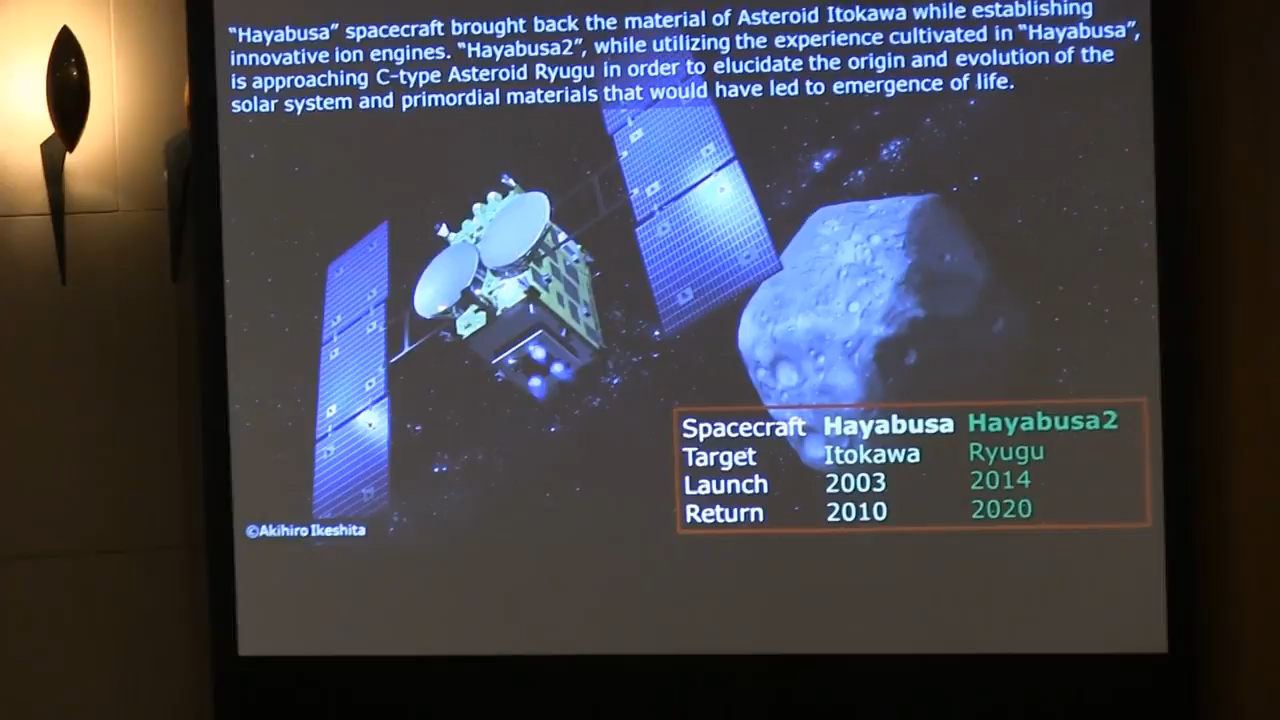 “Hayabusa” spacecraft brought back the material of Asteroid Itokawa while establishing
innovative ion engines. “Hayabusa2”, while utilizing the experience cultivated in “Hayabusa”,
is approaching C-type Asteroid Ryugu in order to elucidate the origin and evolution of the
solar system and primordial materials that would have led to emergence of life.
Spacecraft Hayabusa Hayabusa2
Target Itokawa Ryugu
Launch 2003 2014
Return 2010 2020
©Akihiro Ikeshita